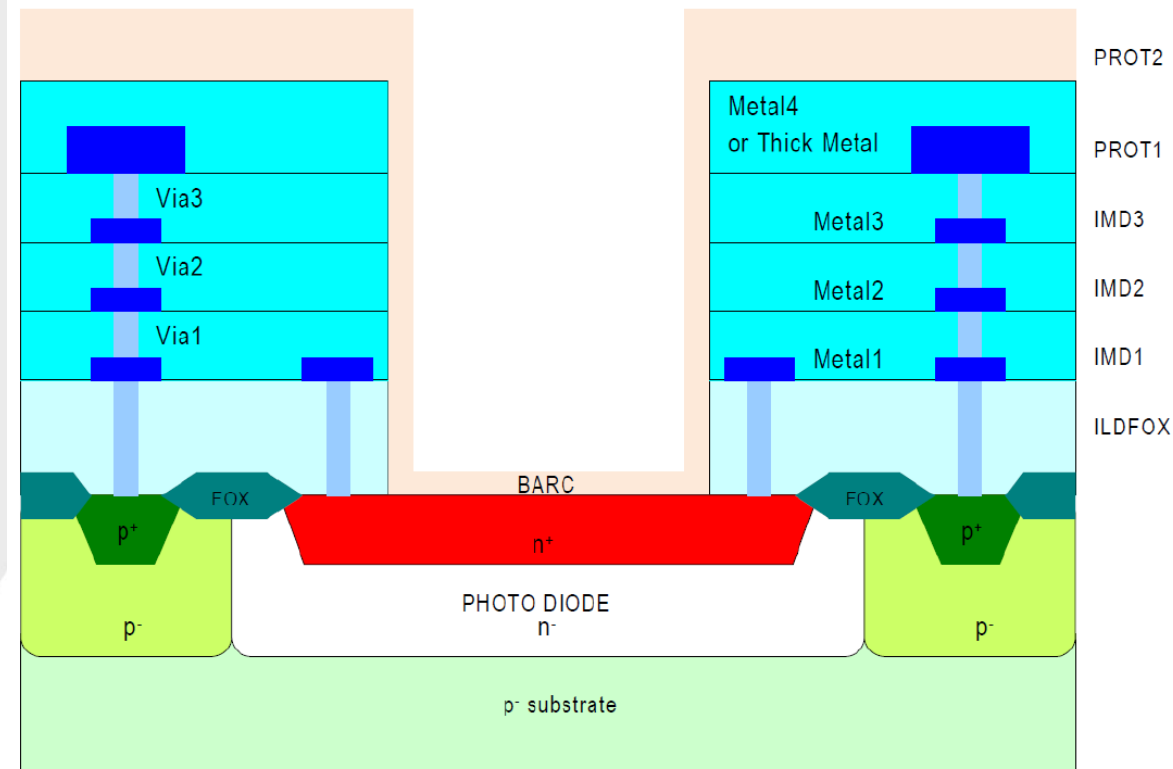 PROT2
Metal4
or Thick Metal
PROT1
Via3
Metal3
IMD3
Via2
Metal2
IMD2
Via1
Metal1
IMD1
ILDFOX
BARC
FOX
FOX
p⁺
n⁺
p⁺
PHOTO DIODE
n⁻
p⁻
p⁻
p⁻ substrate